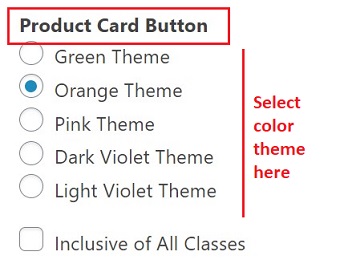 Product Card Button
Green Theme
Orange Theme
Pink Theme
Dark Violet Theme
Light Violet Theme
Inclusive of All Classes
Select
color
theme
here